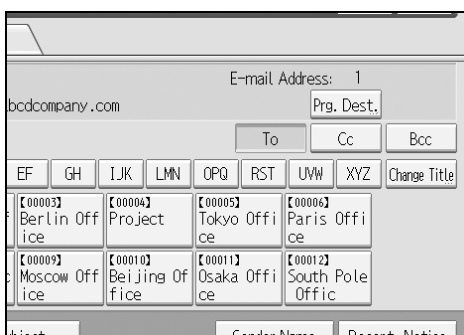 E-mail Address: 1
bcdcompany.com
Prg. Dest.
To Cc Bcc
EF GH IJK LMN OPQ RST UVW XYZ Change Title
【00003】 【00004】 【00005】 【00006】
Berlin Off Project Tokyo Offi Paris Offi
ice ce ce
【00009】 【00010】 【00011】 【00012】
Moscow Off Beijing Of Osaka Offi South Pole
ice fice ce Offic